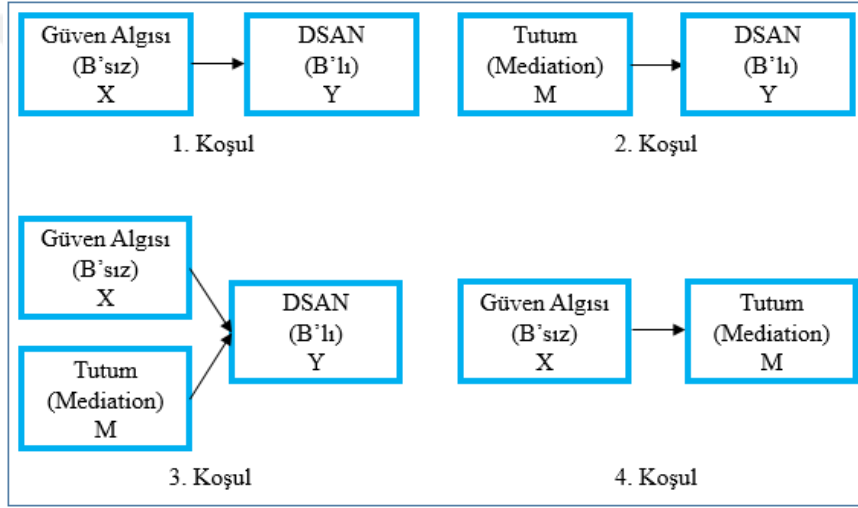 Güven Algısı
(B'sız)
X
DSAN
(B'lı)
Y
1. Koşul
Tutum
(Mediation)
M
DSAN
(B'lı)
Y
2. Koşul
Güven Algısı
(B'sız)
X
Tutum
(Mediation)
M
DSAN
(B'lı)
Y
3. Koşul
Güven Algısı
(B'sız)
X
Tutum
(Mediation)
M
4. Koşul